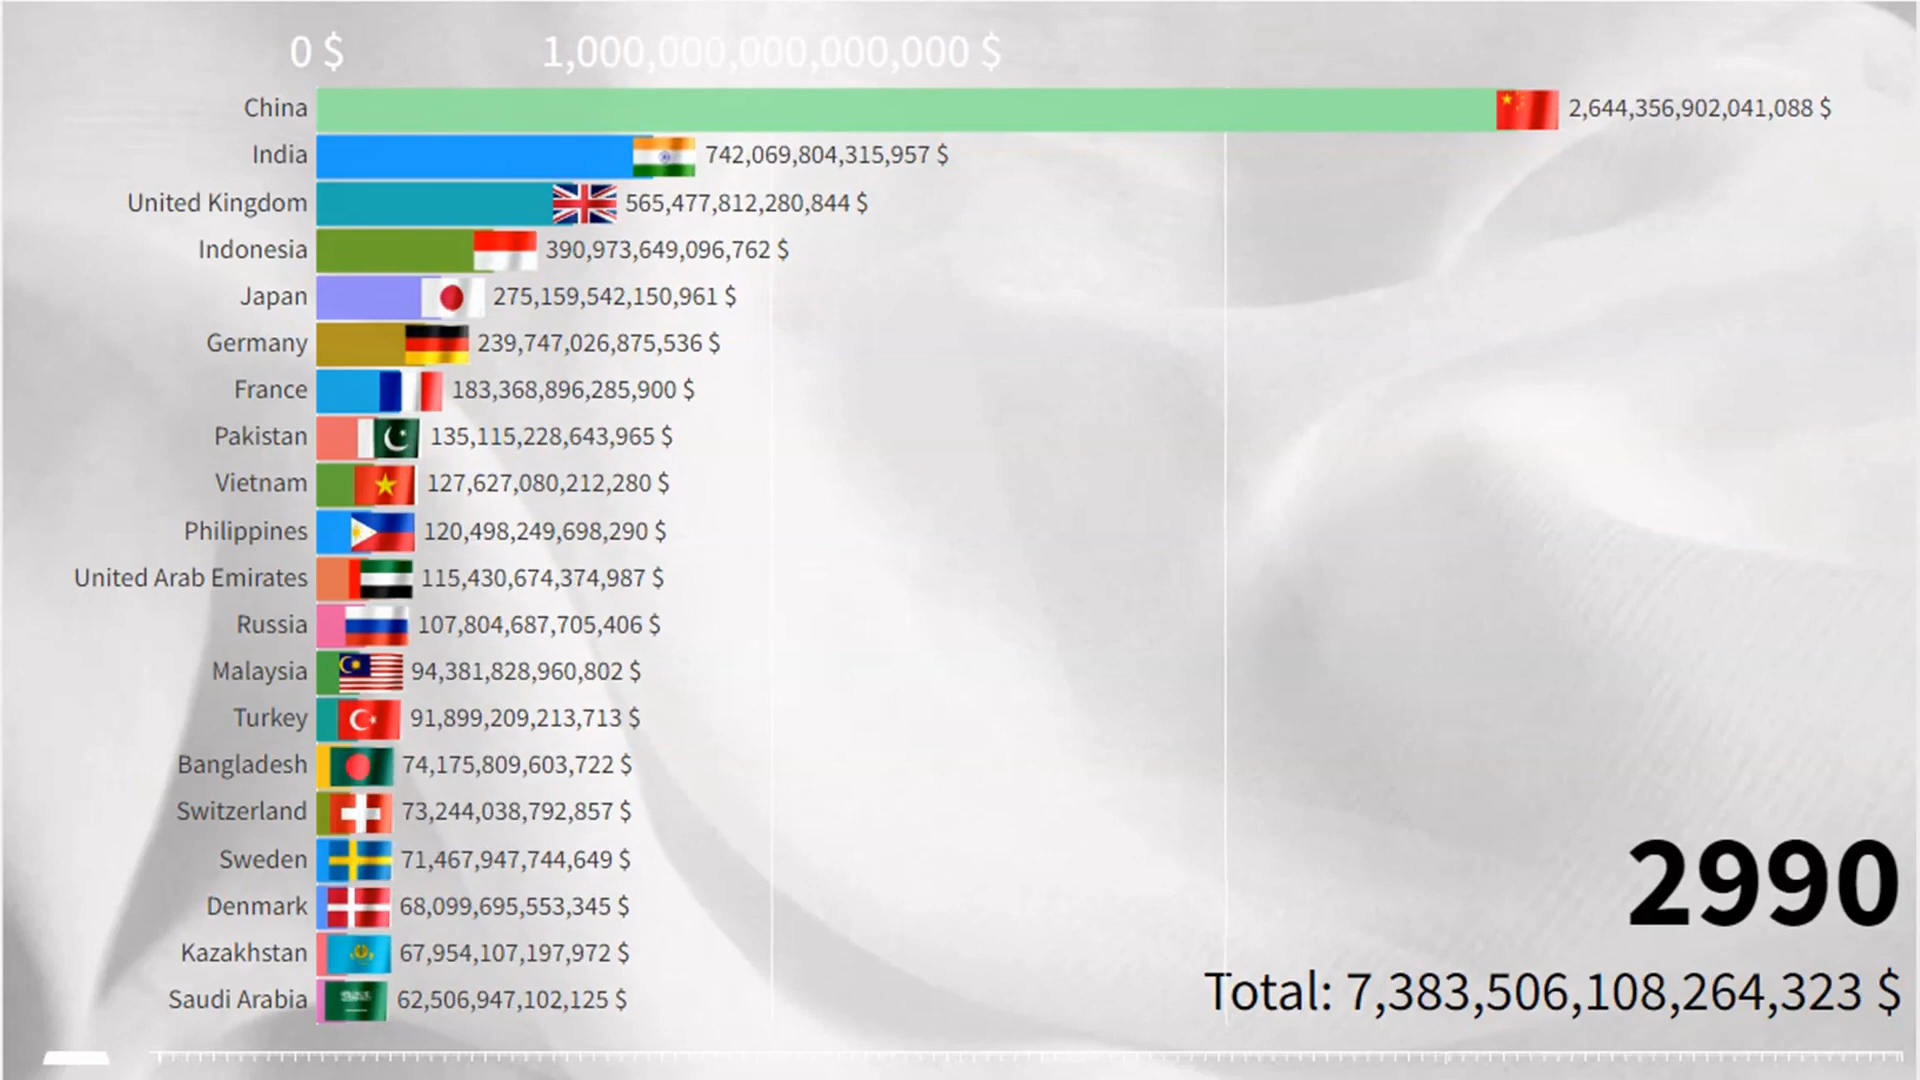 0 $ 1,000,000,000,000,000 $
China 2,644,356,902,041,088 $
India 742,069,804,315,957 $
United Kingdom 565,477,812,280,844 $
Indonesia 390,973,649,096,762 $
Japan 275,159,542,150,961 $
Germany 239,747,026,875,536 $
France 183,368,896,285,900 $
Pakistan 135,115,228,643,965 $
Vietnam 127,627,080,212,280 $
Philippines 120,498,249,698,290 $
United Arab Emirates 115,430,674,374,987 $
Russia 107,804,687,705,406 $
Malaysia 94,381,828,960,802 $
Turkey 91,899,209,213,713 $
Bangladesh 74,175,809,603,722 $
Switzerland 73,244,038,792,857 $
Sweden 71,467,947,744,649 $
Denmark 68,099,695,553,345 $
Kazakhstan 67,954,107,197,972 $
Saudi Arabia 62,506,947,102,125 $
2990
Total: 7,383,506,108,264,323 $